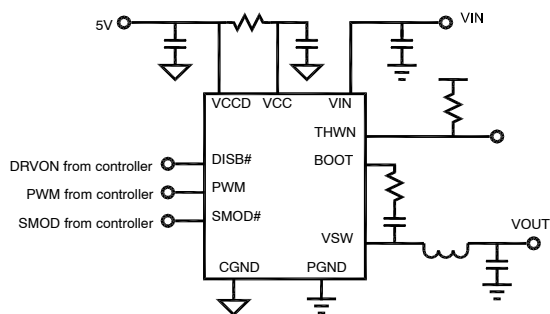 5V
VIN
VCCD VCC VIN
THWN
BOOT
DRVON from controller
DISB#
PWM from controller
PWM
SMOD from controller
SMOD#
VSW
VOUT
CGND PGND